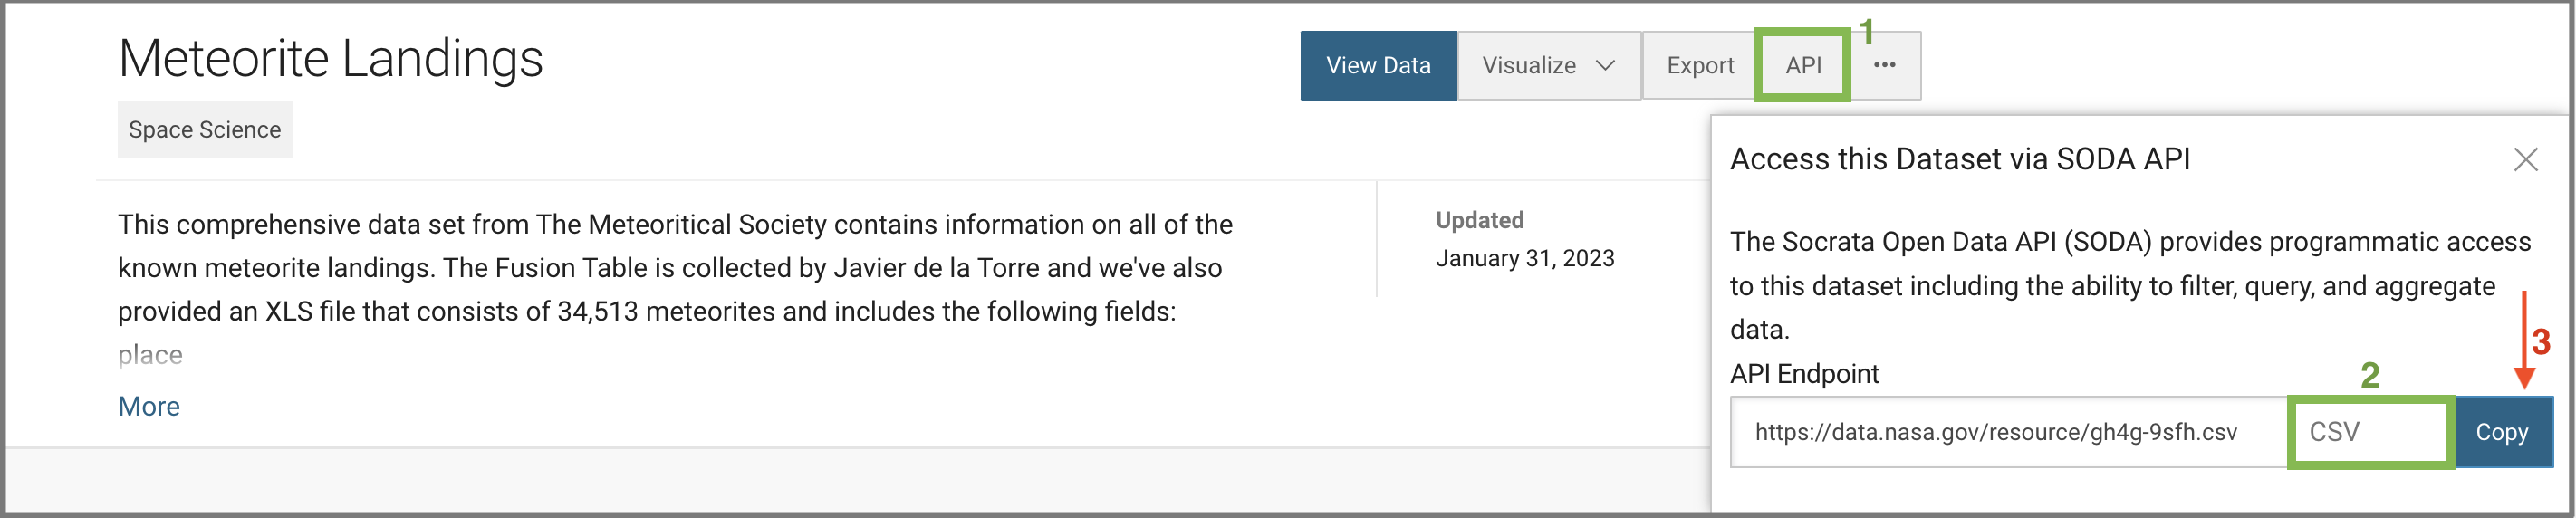 Meteorite Landings
Space Science
View Data
Visualize
Export
API
1
•••
This comprehensive data set from The Meteoritical Society contains information on all of the
known meteorite landings. The Fusion Table is collected by Javier de la Torre and we've also
provided an XLS file that consists of 34,513 meteorites and includes the following fields:
place
More
Updated
January 31, 2023
Access this Dataset via SODA API
The Socrata Open Data API (SODA) provides programmatic access
to this dataset including the ability to filter, query, and aggregate
data.
3
API Endpoint
2
https://data.nasa.gov/resource/gh4g-9sfh.csv
CSV
Copy